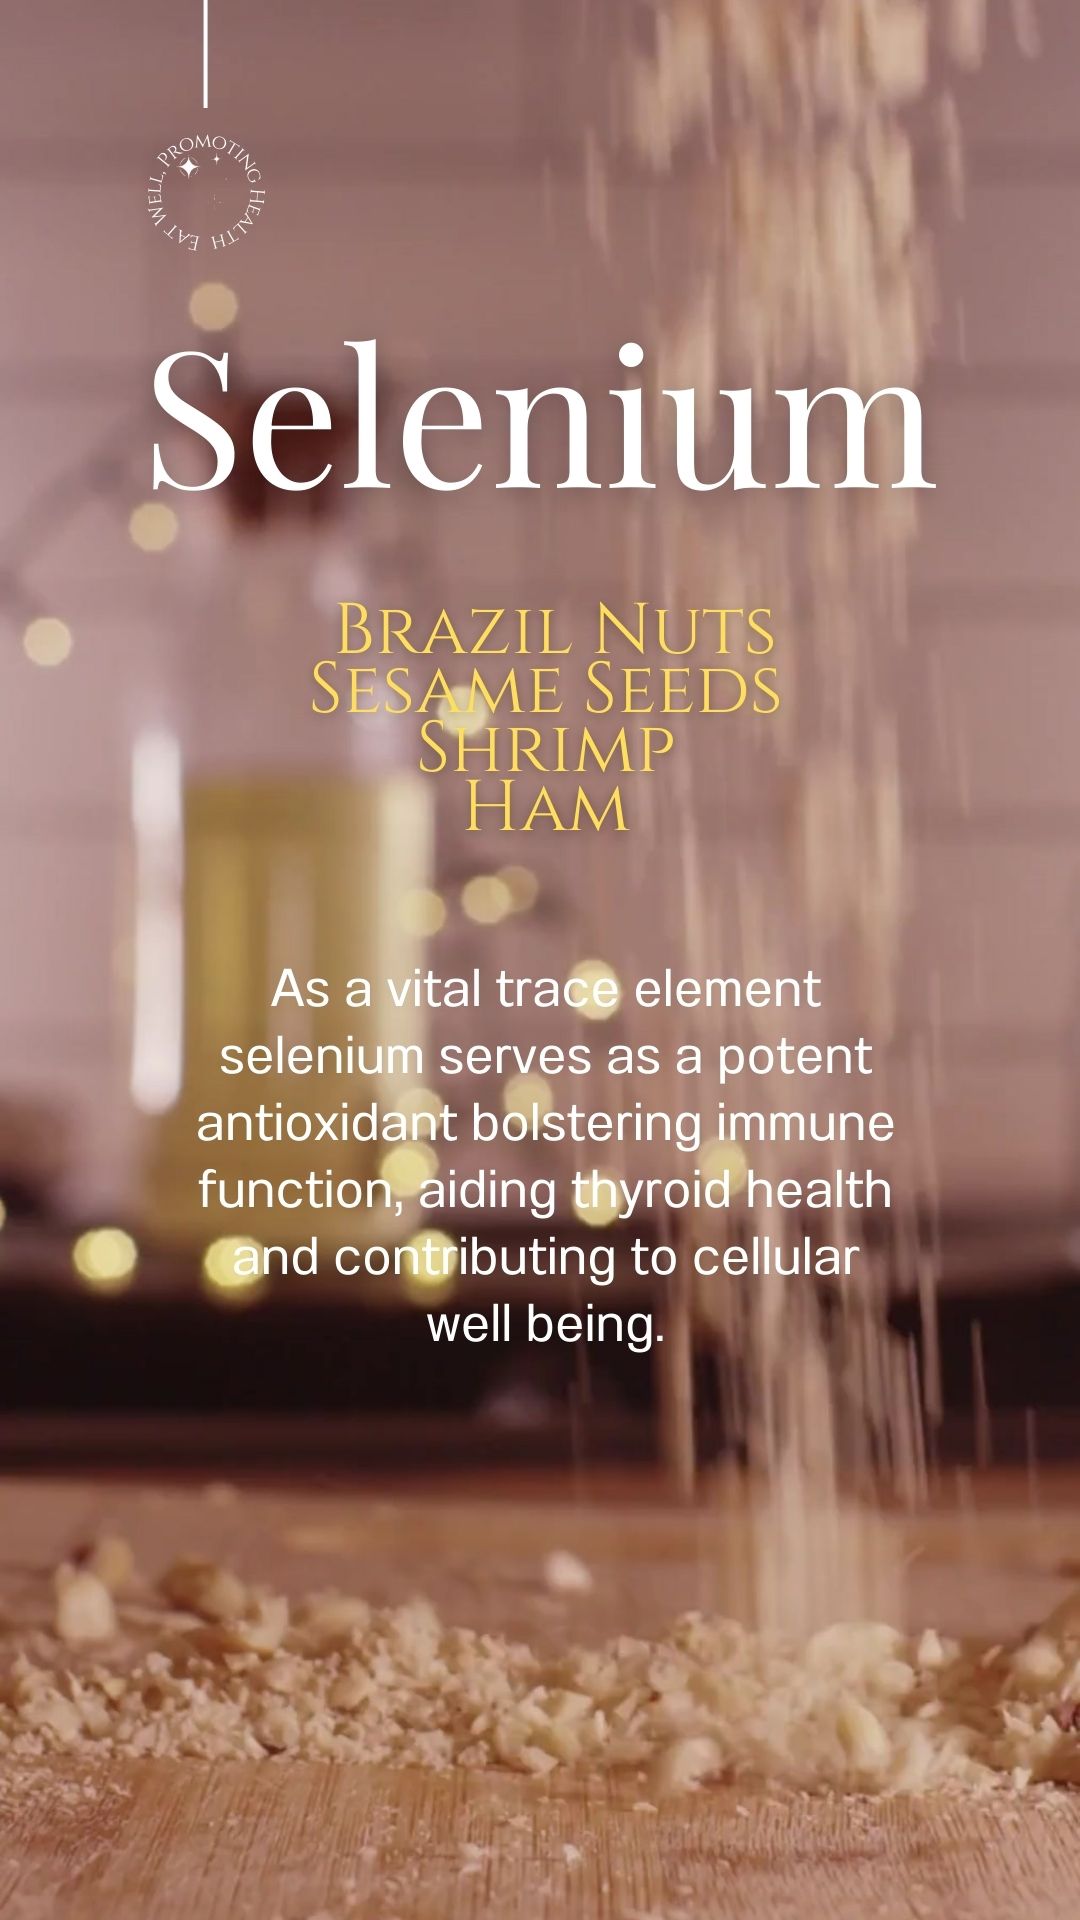 EAT WELL, PROMOTING HEALTH
Selenium
Brazil Nuts
Sesame Seeds
Shrimp
Ham
As a vital trace element
selenium serves as a potent
antioxidant bolstering immune
function, aiding thyroid health
and contributing to cellular
well being.